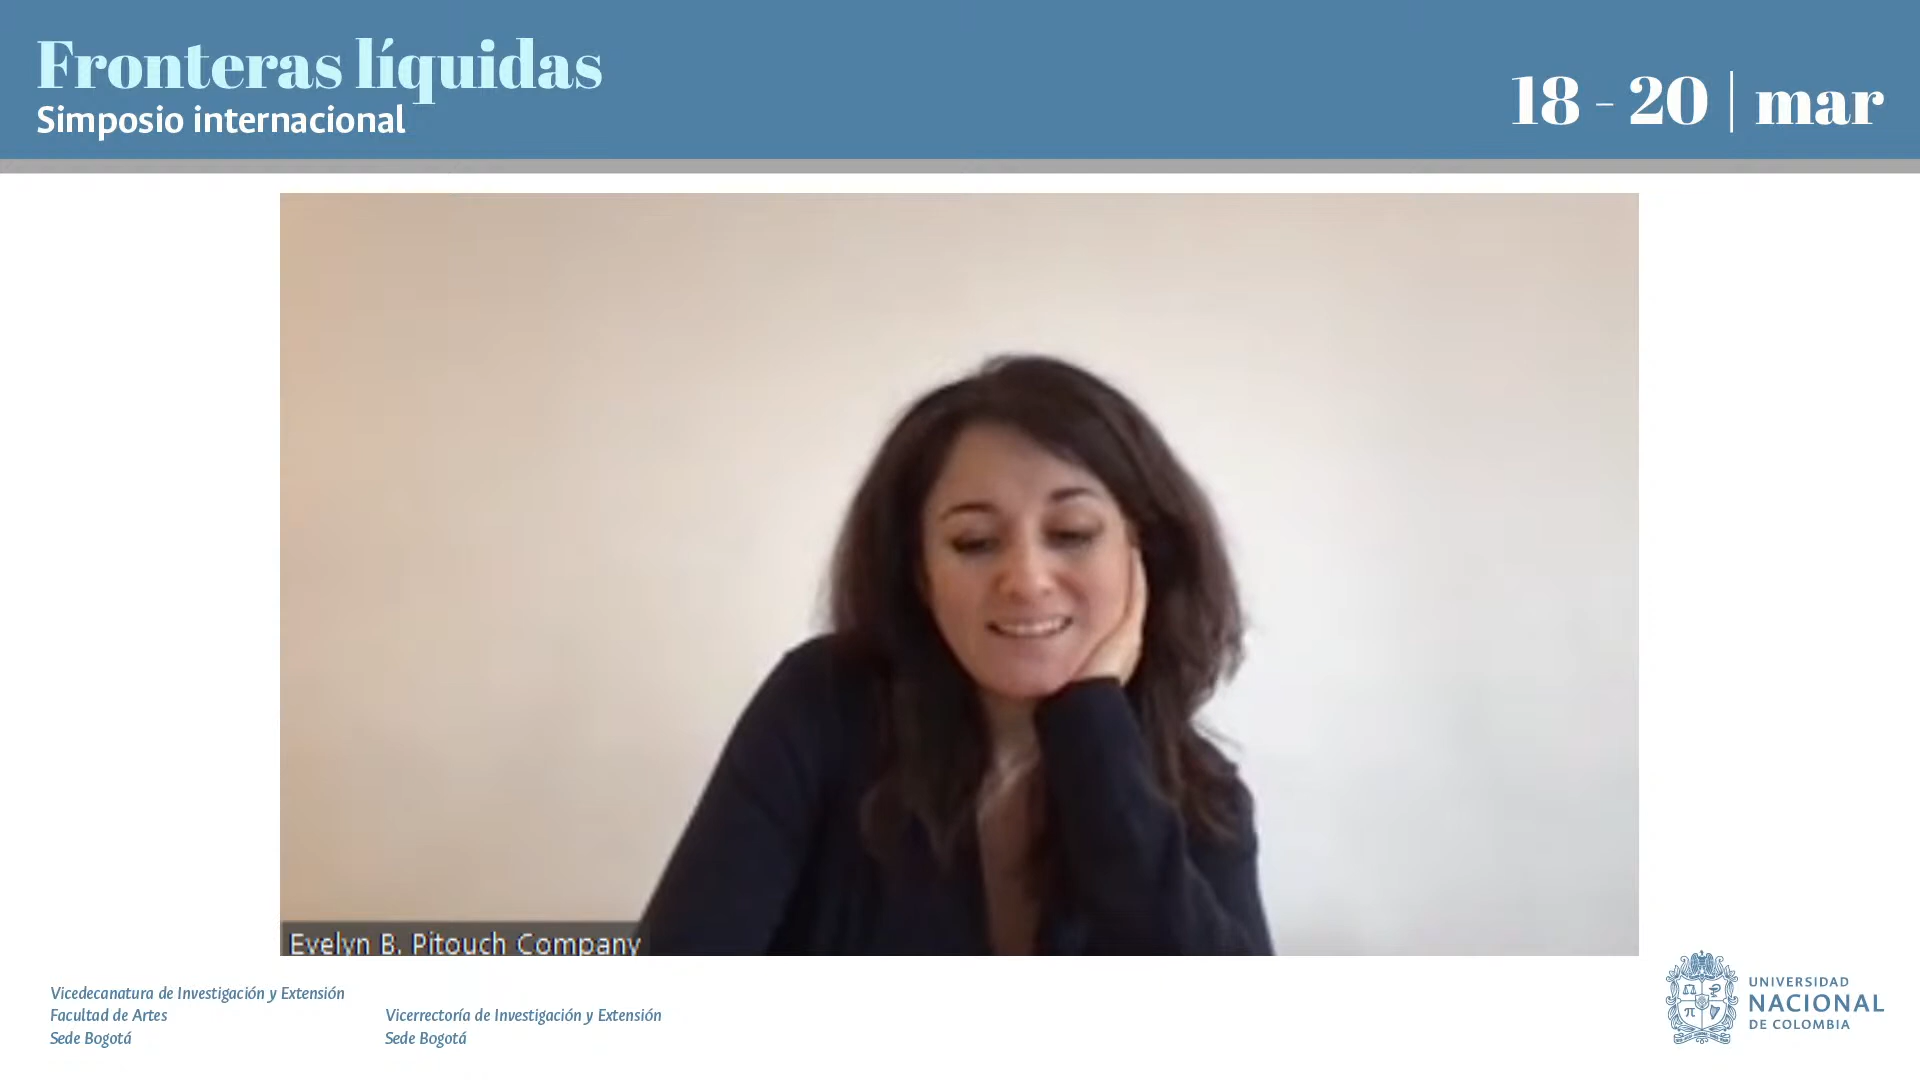 Fronteras líquidas
Simposio internacional
18 - 20 | mar
Evelyn B. Pitouch Company
Vicedecanatura de Investigación y Extensión
Facultad de Artes
Sede Bogotá
Vicerrectoría de Investigación y Extensión
Sede Bogotá
UNIVERSIDAD
NACIONAL
DE COLOMBIA